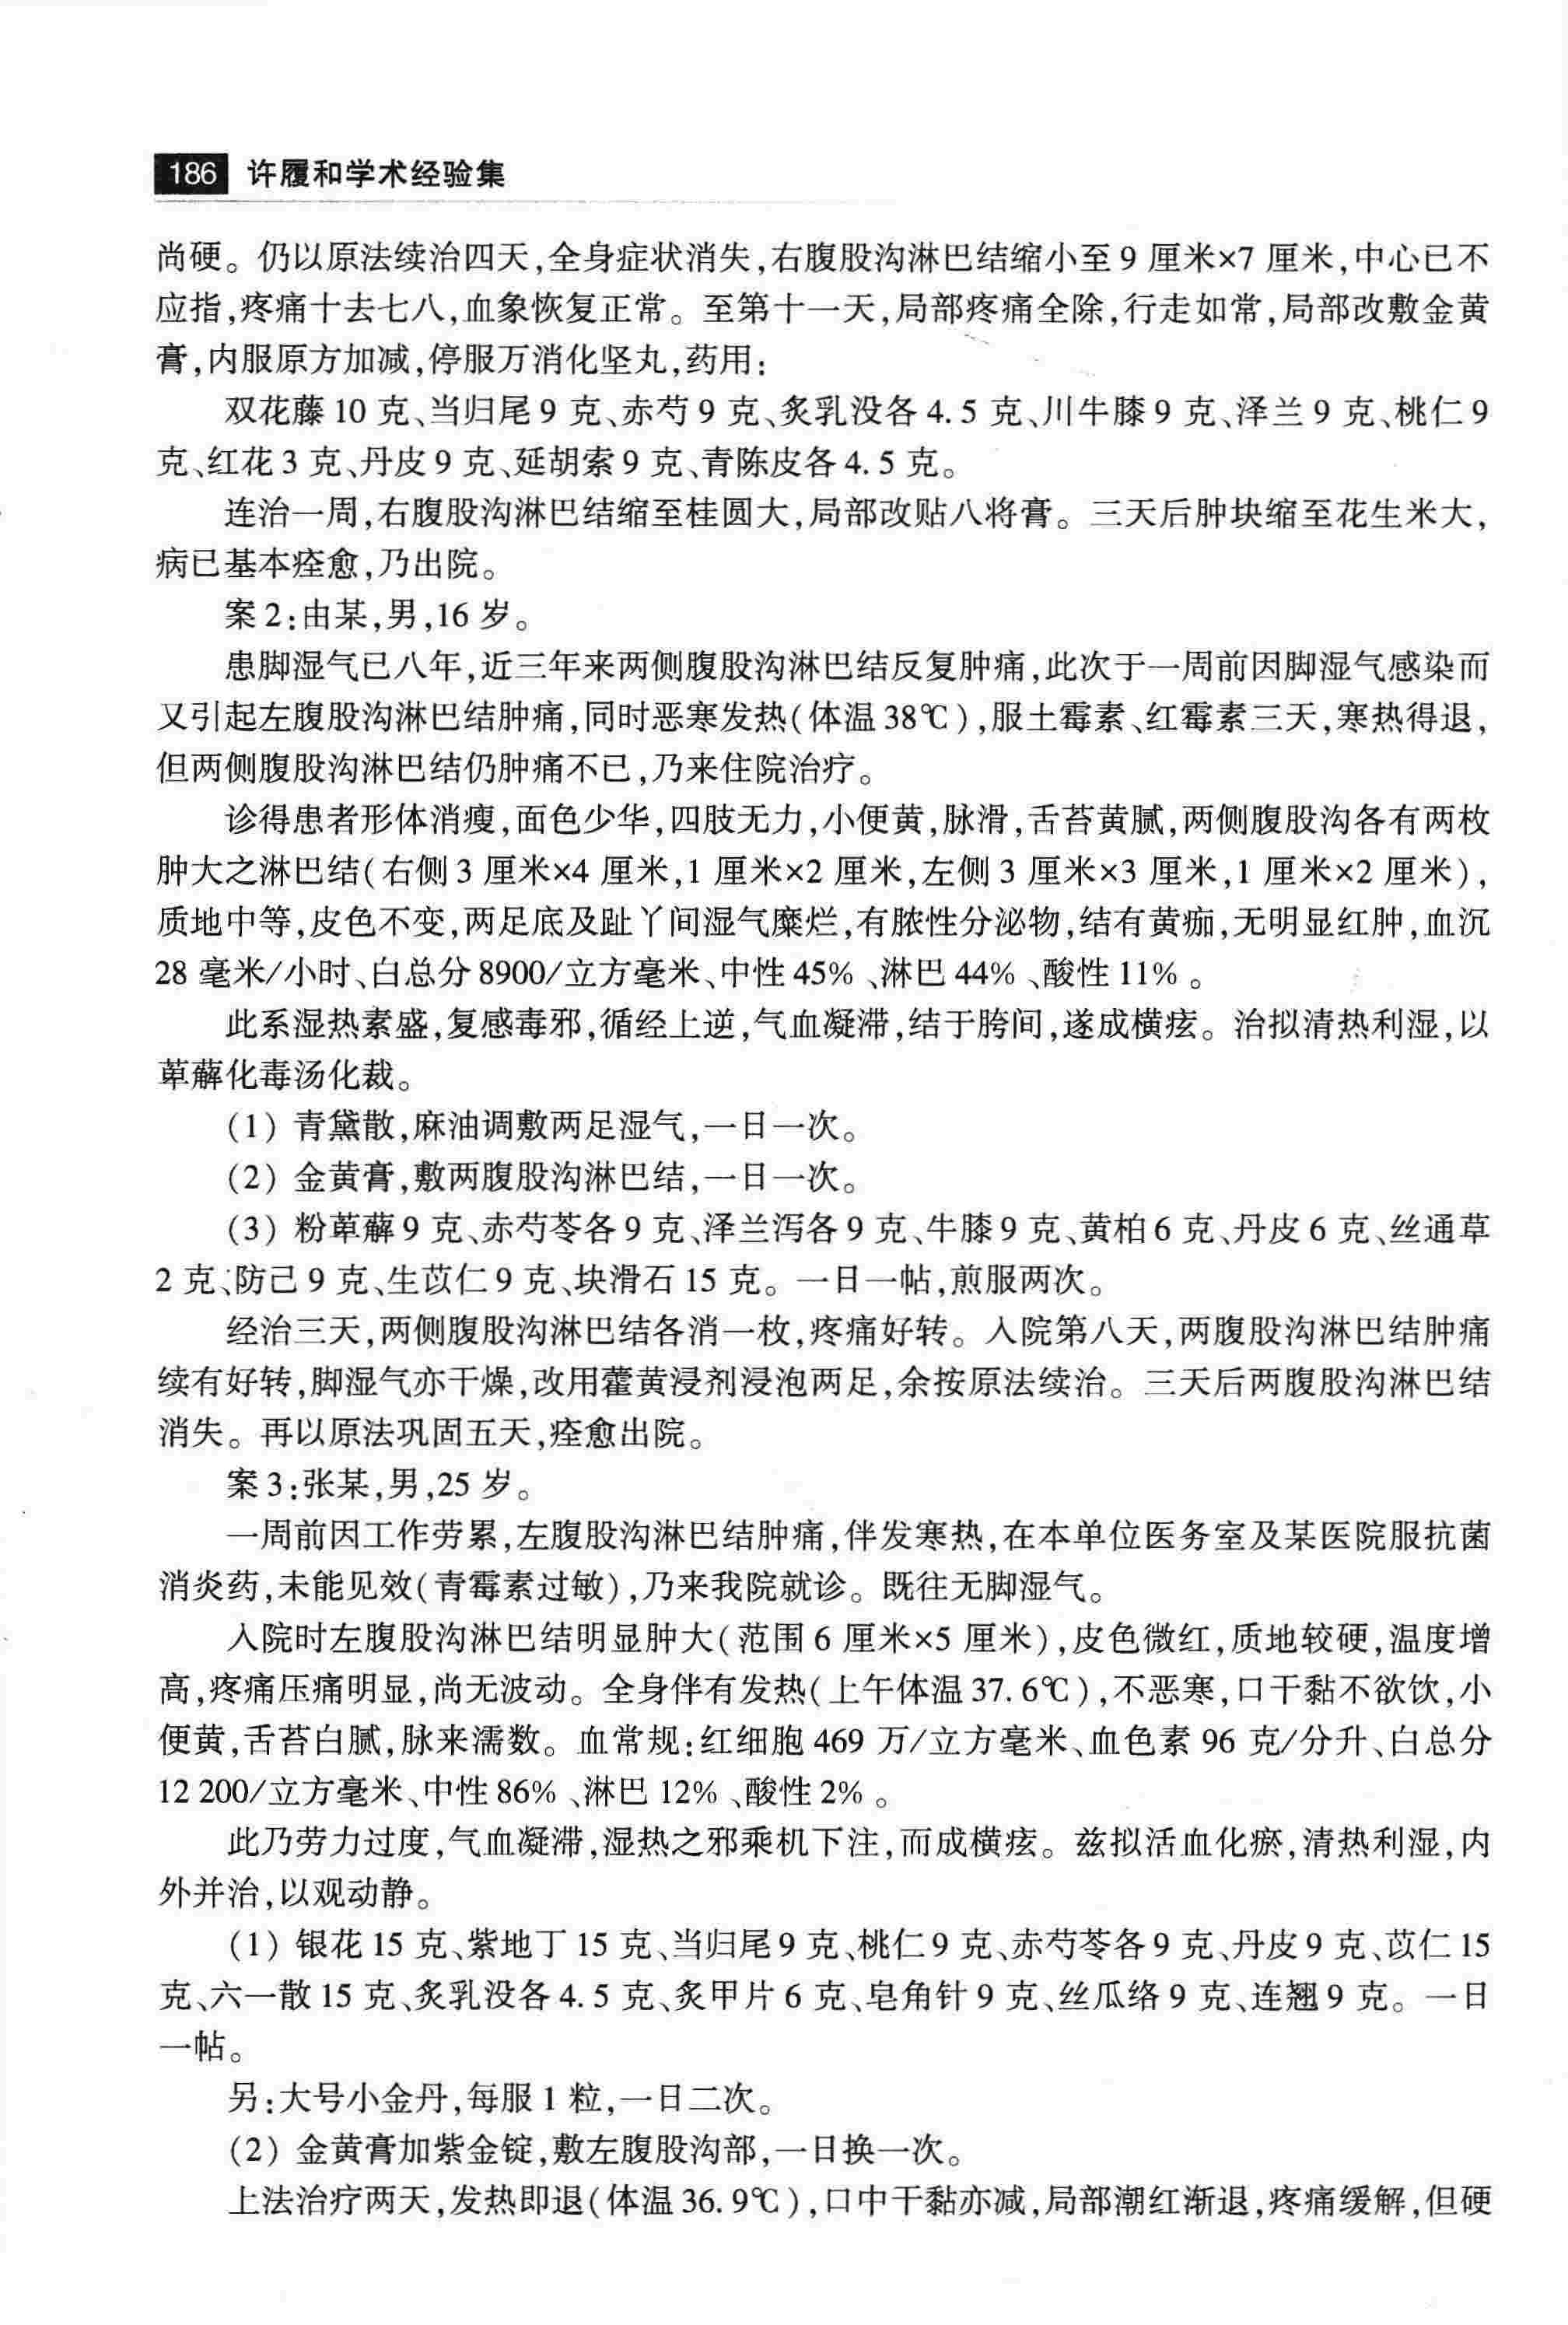 186 许履和学术经验集
尚硬。仍以原法续治四天,全身症状消失,右腹股沟淋巴结缩小至9厘米×7厘米,中心已不
应指,疼痛十去七八,血象恢复正常。至第十一天,局部疼痛全除,行走如常,局部改敷金黄
膏,内服原方加减,停服万消化坚丸,药用:
双花藤10克、当归尾9克、赤芍9克、炙乳没各4.5克、川牛膝9克、泽兰9克、桃仁9
克、红花3克、丹皮9克、延胡索9克、青陈皮各4.5克。
连治一周,右腹股沟淋巴结缩至桂圆大,局部改贴八将膏。三天后肿块缩至花生米大,
病已基本痊愈,乃出院。
案2:由某,男,16岁。
患脚湿气已八年,近三年来两侧腹股沟淋巴结反复肿痛,此次于一周前因脚湿气感染而
又引起左腹股沟淋巴结肿痛,同时恶寒发热(体温38℃),服土霉素、红霉素三天,寒热得退,
但两侧腹股沟淋巴结仍肿痛不已,乃来住院治疗。
诊得患者形体消瘦,面色少华,四肢无力,小便黄,脉滑,舌苔黄腻,两侧腹股沟各有两枚
肿大之淋巴结(右侧3厘米×4厘米,1厘米×2厘米,左侧3厘米×3厘米,1厘米×2厘米),
质地中等,皮色不变,两足底及趾丫间湿气糜烂,有脓性分泌物,结有黄痂,无明显红肿,血沉
28毫米/小时、白总分8900/立方毫米、中性45%、淋巴44%、酸性11%。
此系湿热素盛,复感毒邪,循经上逆,气血凝滞,结于胯间,遂成横痃。治拟清热利湿,以
萆薢化毒汤化裁。
(1) 青黛散,麻油调敷两足湿气,一日一次。
(2) 金黄膏,敷两腹股沟淋巴结,一日一次。
(3) 粉萆薢9克、赤芍苓各9克、泽兰泻各9克、牛膝9克、黄柏6克、丹皮6克、丝通草
2克、防己9克、生苡仁9克、块滑石15克。一日一帖,煎服两次。
经治三天,两侧腹股沟淋巴结各消一枚,疼痛好转。入院第八天,两腹股沟淋巴结肿痛
续有好转,脚湿气亦干燥,改用藿黄浸剂浸泡两足,余按原法续治。三天后两腹股沟淋巴结
消失。再以原法巩固五天,痊愈出院。
案3:张某,男,25岁。
一周前因工作劳累,左腹股沟淋巴结肿痛,伴发寒热,在本单位医务室及某医院服抗菌
消炎药,未能见效(青霉素过敏),乃来我院就诊。既往无脚湿气。
入院时左腹股沟淋巴结明显肿大(范围6厘米×5厘米),皮色微红,质地较硬,温度增
高,疼痛压痛明显,尚无波动。全身伴有发热(上午体温37.6℃),不恶寒,口干黏不欲饮,小
便黄,舌苔白腻,脉来濡数。血常规:红细胞469万/立方毫米、血色素96克/分升、白总分
12 200/立方毫米、中性86%、淋巴12%、酸性2%。
此乃劳力过度,气血凝滞,湿热之邪乘机下注,而成横痃。兹拟活血化瘀,清热利湿,内
外并治,以观动静。
(1) 银花15克、紫地丁15克、当归尾9克、桃仁9克、赤芍苓各9克、丹皮9克、苡仁15
克、六一散15克、炙乳没各4.5克、炙甲片6克、皂角针9克、丝瓜络9克、连翘9克。一日
一帖。
另:大号小金丹,每服1粒,一日二次。
(2) 金黄膏加紫金锭,敷左腹股沟部,一日换一次。
上法治疗两天,发热即退(体温36.9℃),口中干黏亦减,局部潮红渐退,疼痛缓解,但硬